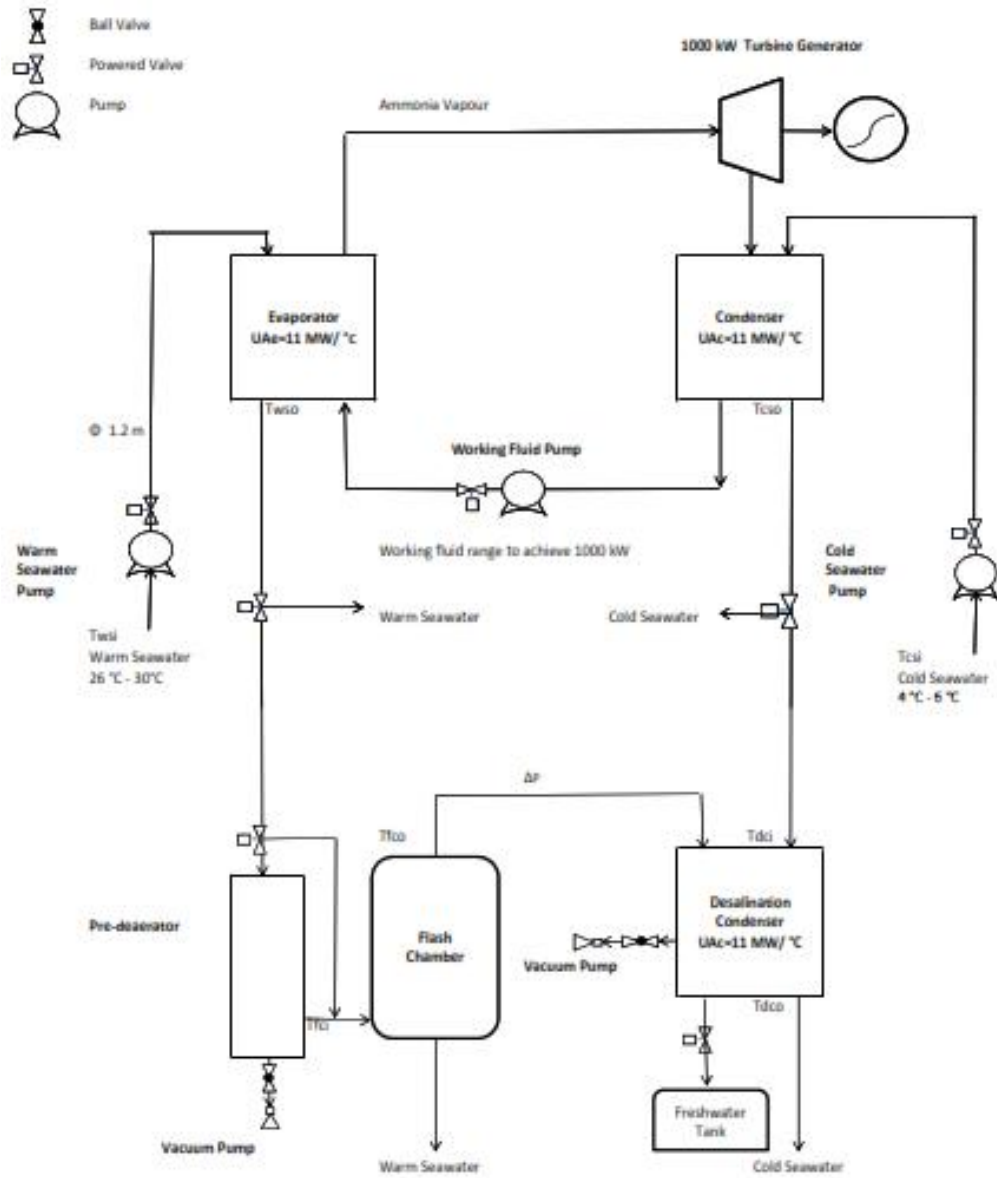 Ball Valve
Powered Valve
Pump
1000 kW Turbine Generator
Ammonia Vapour
Evaporator
UAe=11 MW/ °c
Condenser
UAc=11 MW/ °C
Twso
Tcso
@ 1.2 m
Working Fluid Pump
Warm
Seawater
Pump
Working fluid range to achieve 1000 kW
Cold
Seawater
Pump
Warm Seawater
Cold Seawater
Twsi
Warm Seawater
26 °C - 30°C
Tcsi
Cold Seawater
4 °C - 6 °C
ΔP
Tfco
Tdci
Pre-deaerator
Flash
Chamber
Desalination
Condenser
UAc=11 MW/ °C
Vacuum Pump
Tdco
Tfci
Freshwater
Tank
Vacuum Pump
Warm Seawater
Cold Seawater